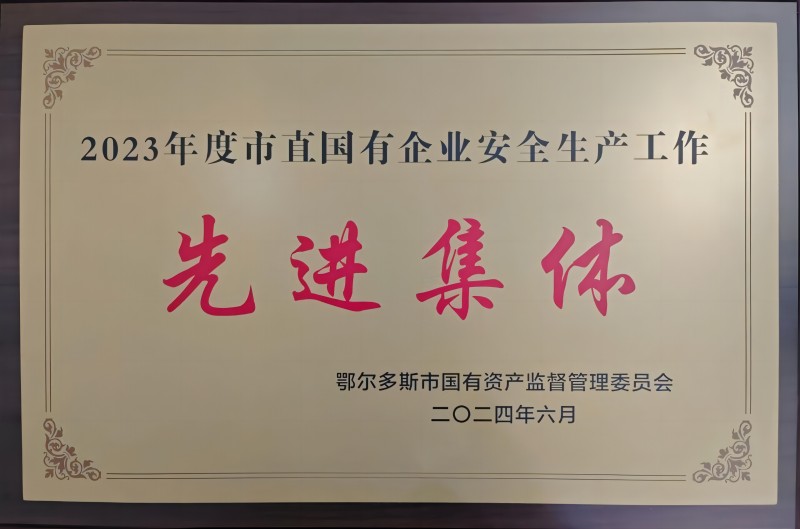 2023年度市直国有企业安全生产工作
先进集体
鄂尔多斯市国有资产监督管理委员会
二〇二四年六月